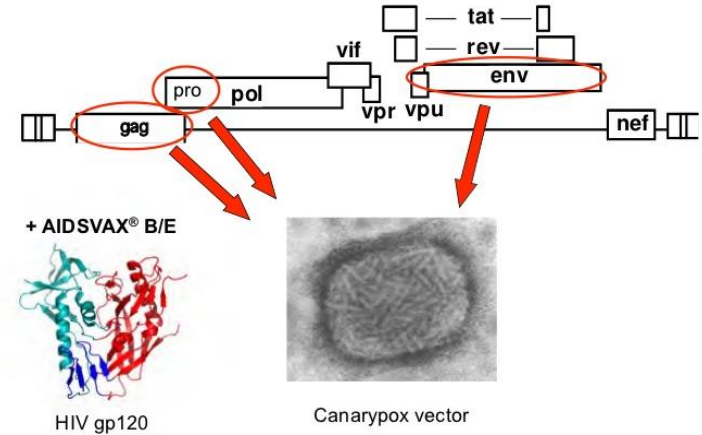 tat
vif
rev
pro
pol
env
vpr
vpu
gag
nef
+ AIDSVAX® B/E
HIV gp120
Canarypox vector